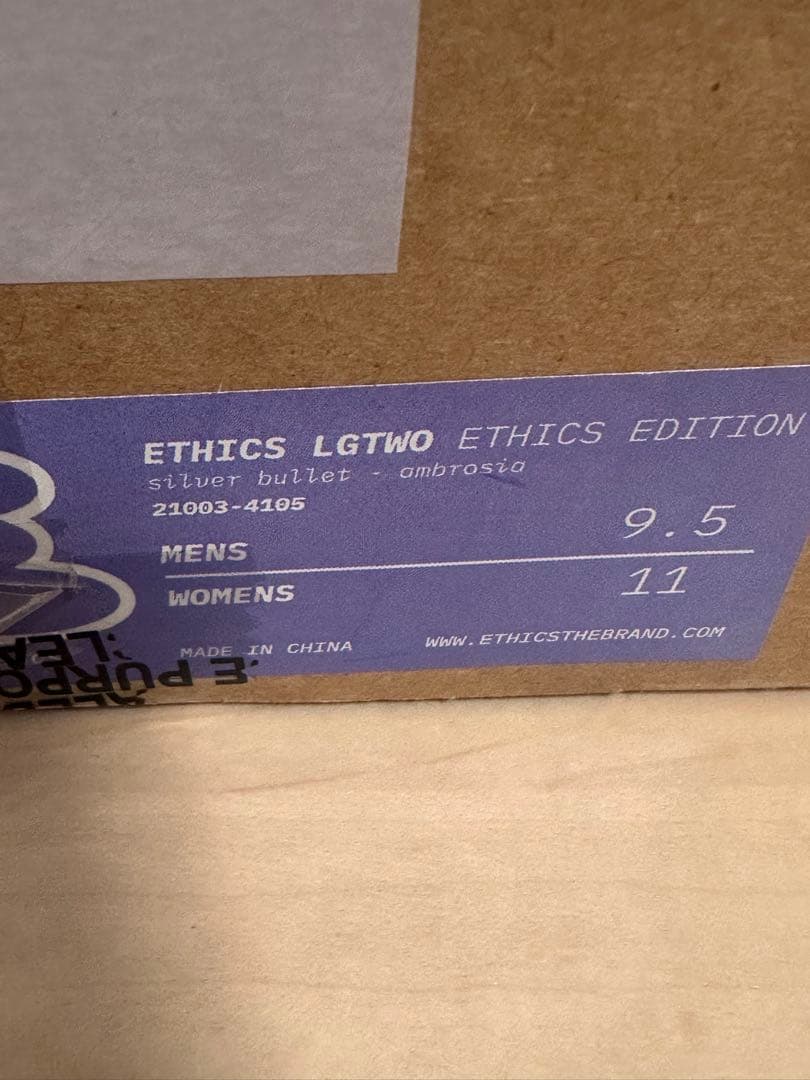 ETHICS LGTWO ETHICS EDITION
silver bullet - ambrosia
21003-4105
MENS 9.5
WOMENS 11
MADE IN CHINA WWW.ETHICSTHEBRAND.COM